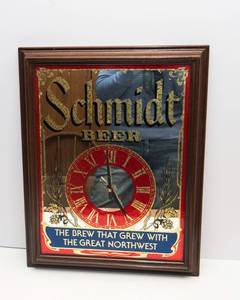 Schmidt
BEER
THE BREW THAT GREW WITH
THE GREAT NORTHWEST